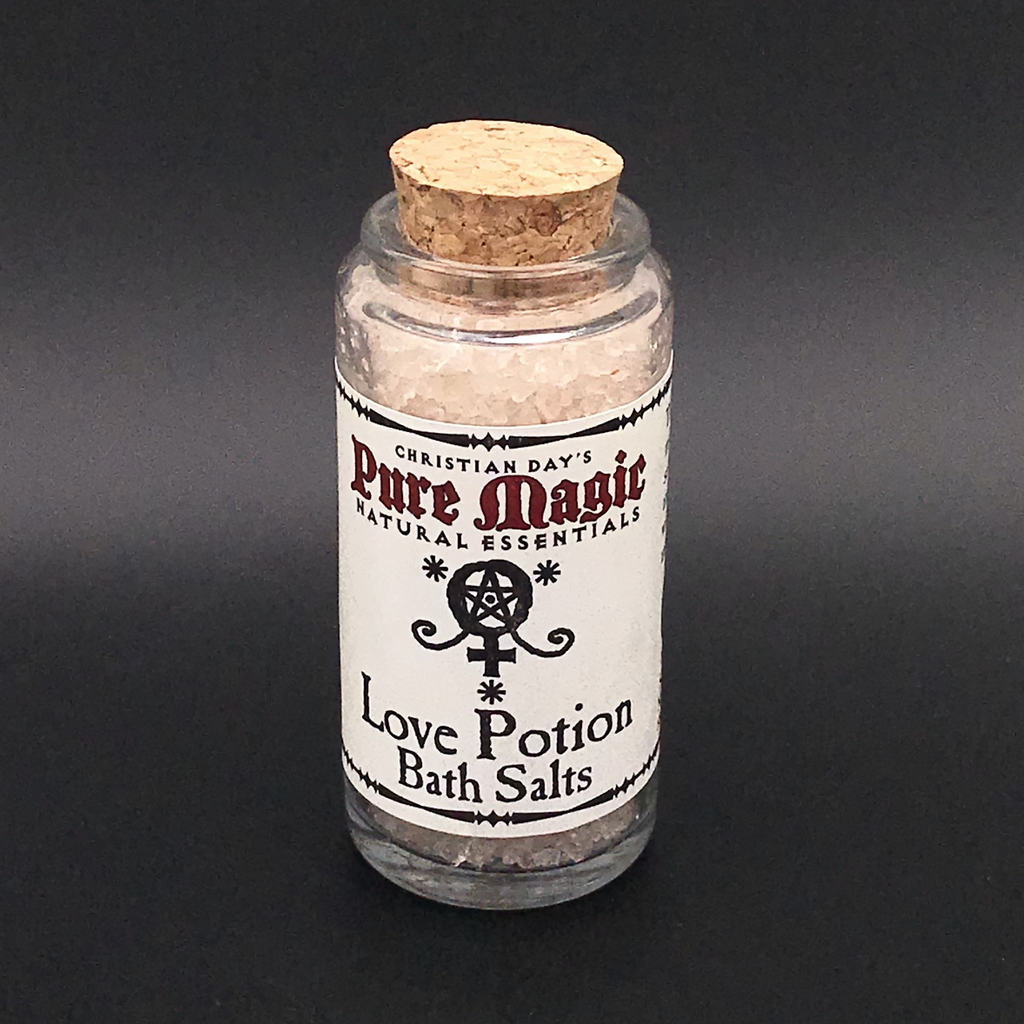 CHRISTIAN DAY'S
Pure Magic
NATURAL ESSENTIALS
Love Potion
Bath Salts